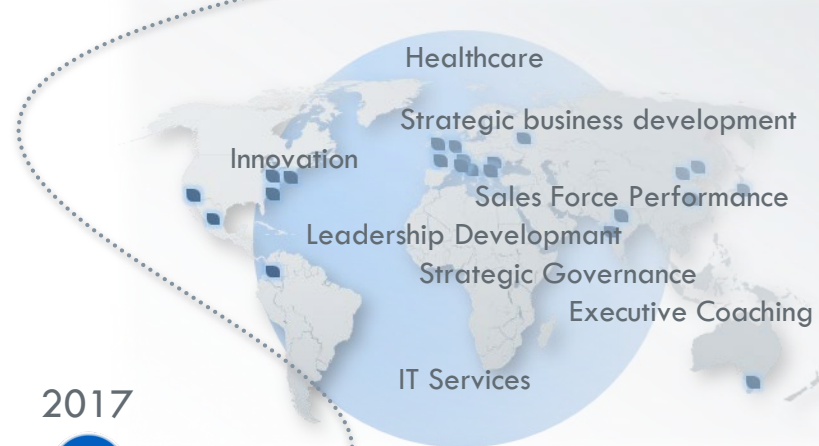 Healthcare
Strategic business development
Innovation
Sales Force Performance
Leadership Developmant
Strategic Governance
Executive Coaching
IT Services
2017